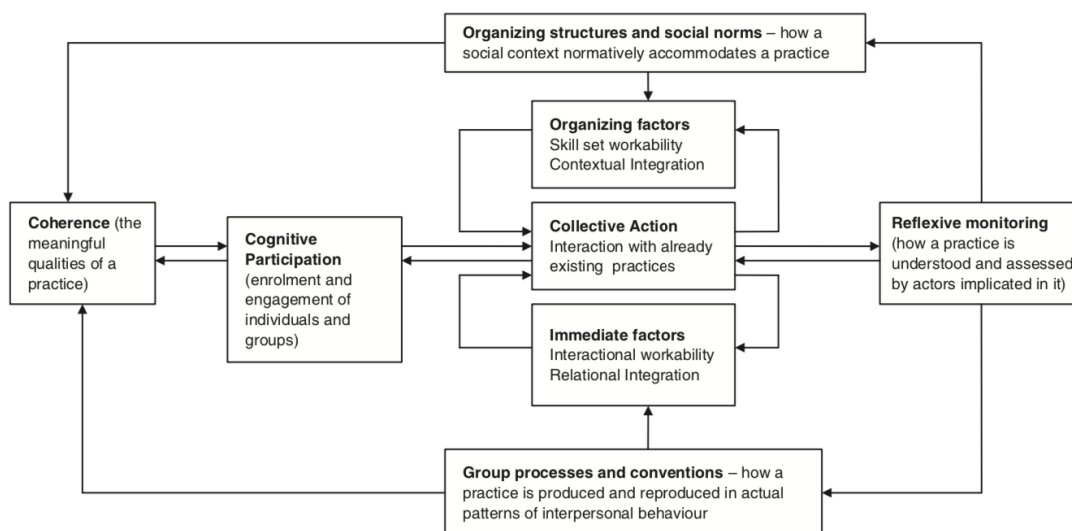 Organizing structures and social norms – how a
social context normatively accommodates a practice
Organizing factors
Skill set workability
Contextual Integration
Coherence (the
meaningful
qualities of a
practice)
Cognitive
Participation
(enrolment and
engagement of
individuals and
groups)
Collective Action
Interaction with already
existing practices
Reflexive monitoring
(how a practice is
understood and assessed
by actors implicated in it)
Immediate factors
Interactional workability
Relational Integration
Group processes and conventions – how a
practice is produced and reproduced in actual
patterns of interpersonal behaviour